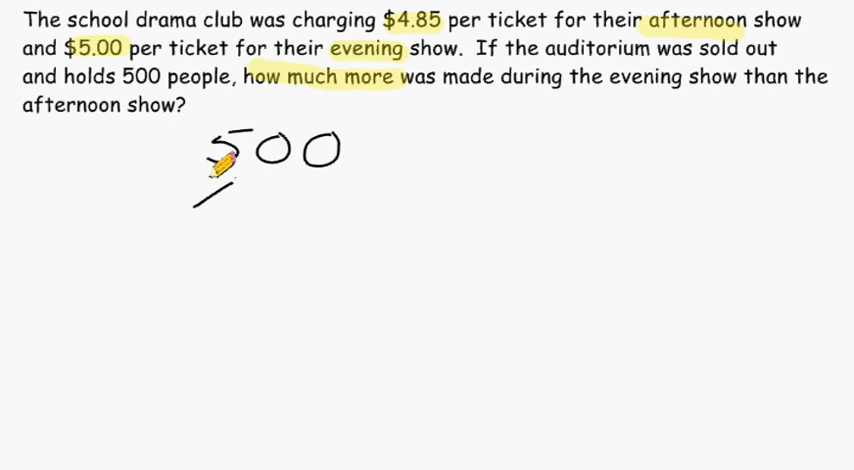 The school drama club was charging $4.85 per ticket for their afternoon show
and $5.00 per ticket for their evening show. If the auditorium was sold out
and holds 500 people, how much more was made during the evening show than the
afternoon show?
500